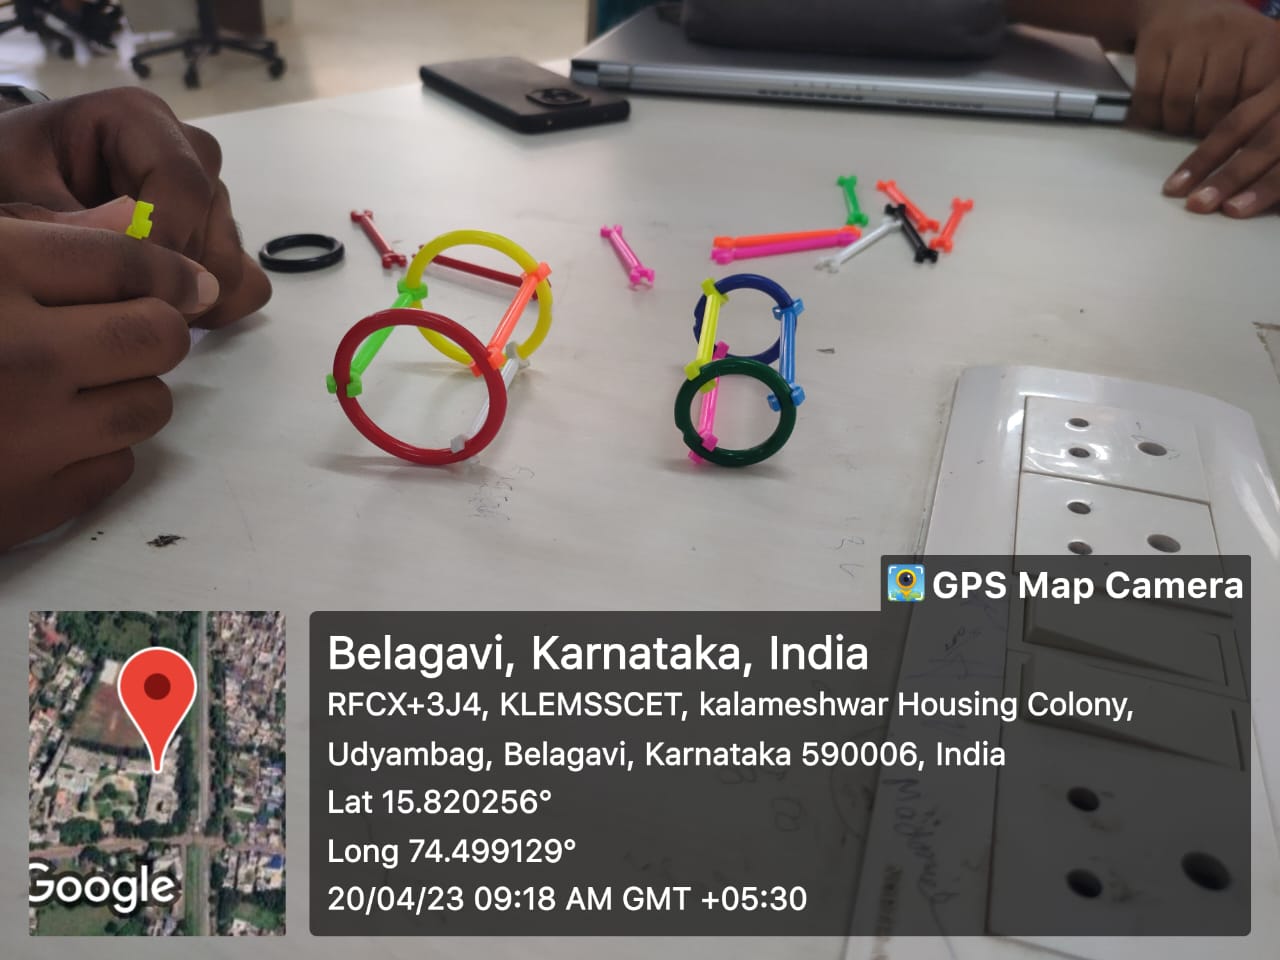 GPS Map Camera
Belagavi, Karnataka, India
RFCX+3J4, KLEMSSCET, kalameshwar Housing Colony,
Udyambag, Belagavi, Karnataka 590006, India
Lat 15.820256°
Long 74.499129°
20/04/23 09:18 AM GMT +05:30
Google